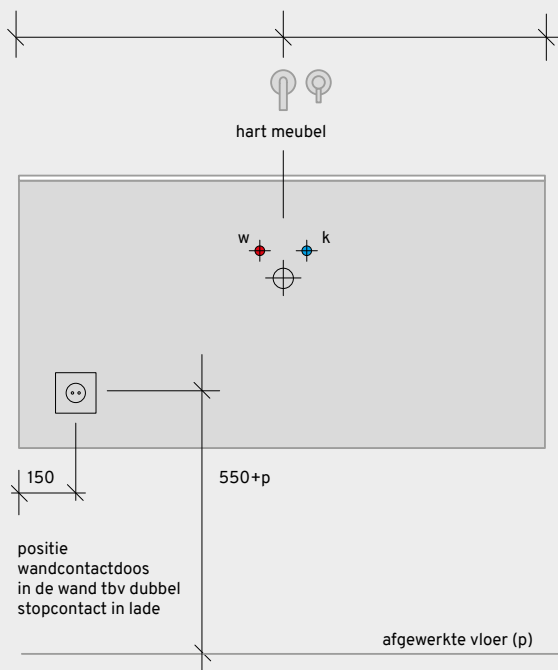 hart meubel
w
k
150
550+p
positie
wandcontactdoos
in de wand tbv dubbel
stopcontact in lade
afgewerkte vloer (p)